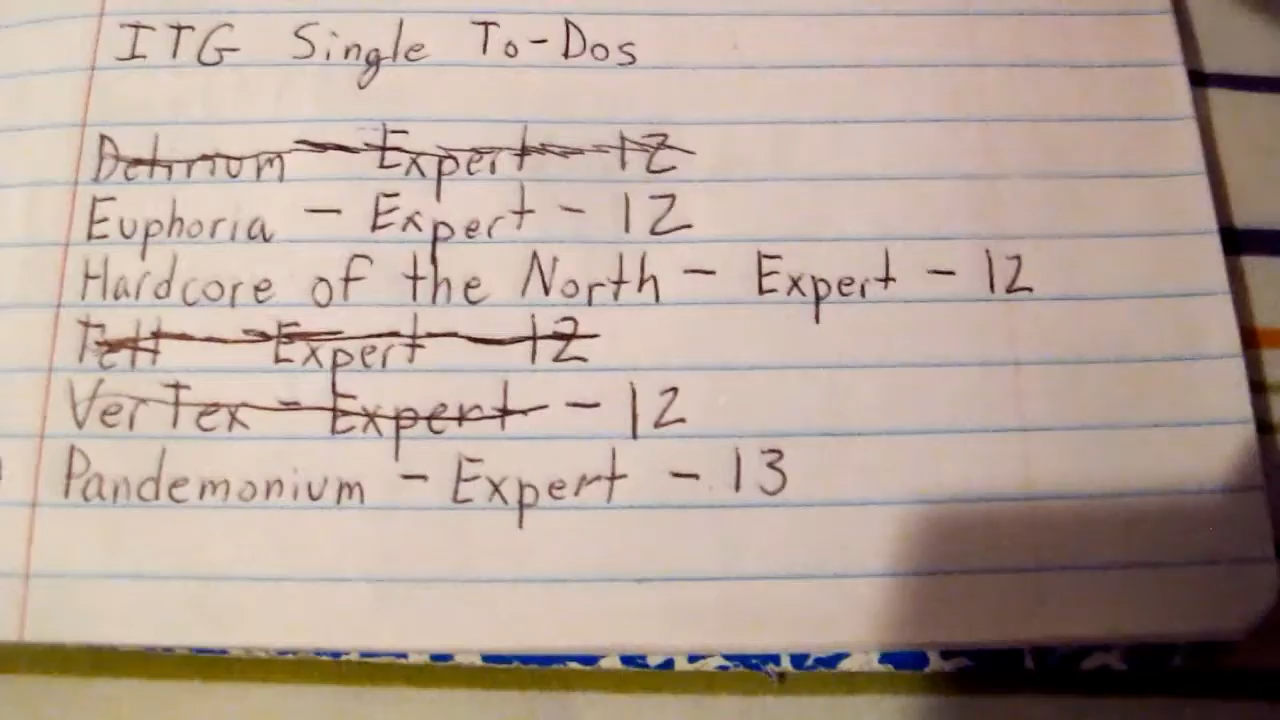 ITG Single To-Dos
Delirium - Expert - 12
Euphoria - Expert - 12
Hardcore of the North - Expert - 12
Tell - Expert - 12
VerTex - Expert - 12
Pandemonium - Expert - 13